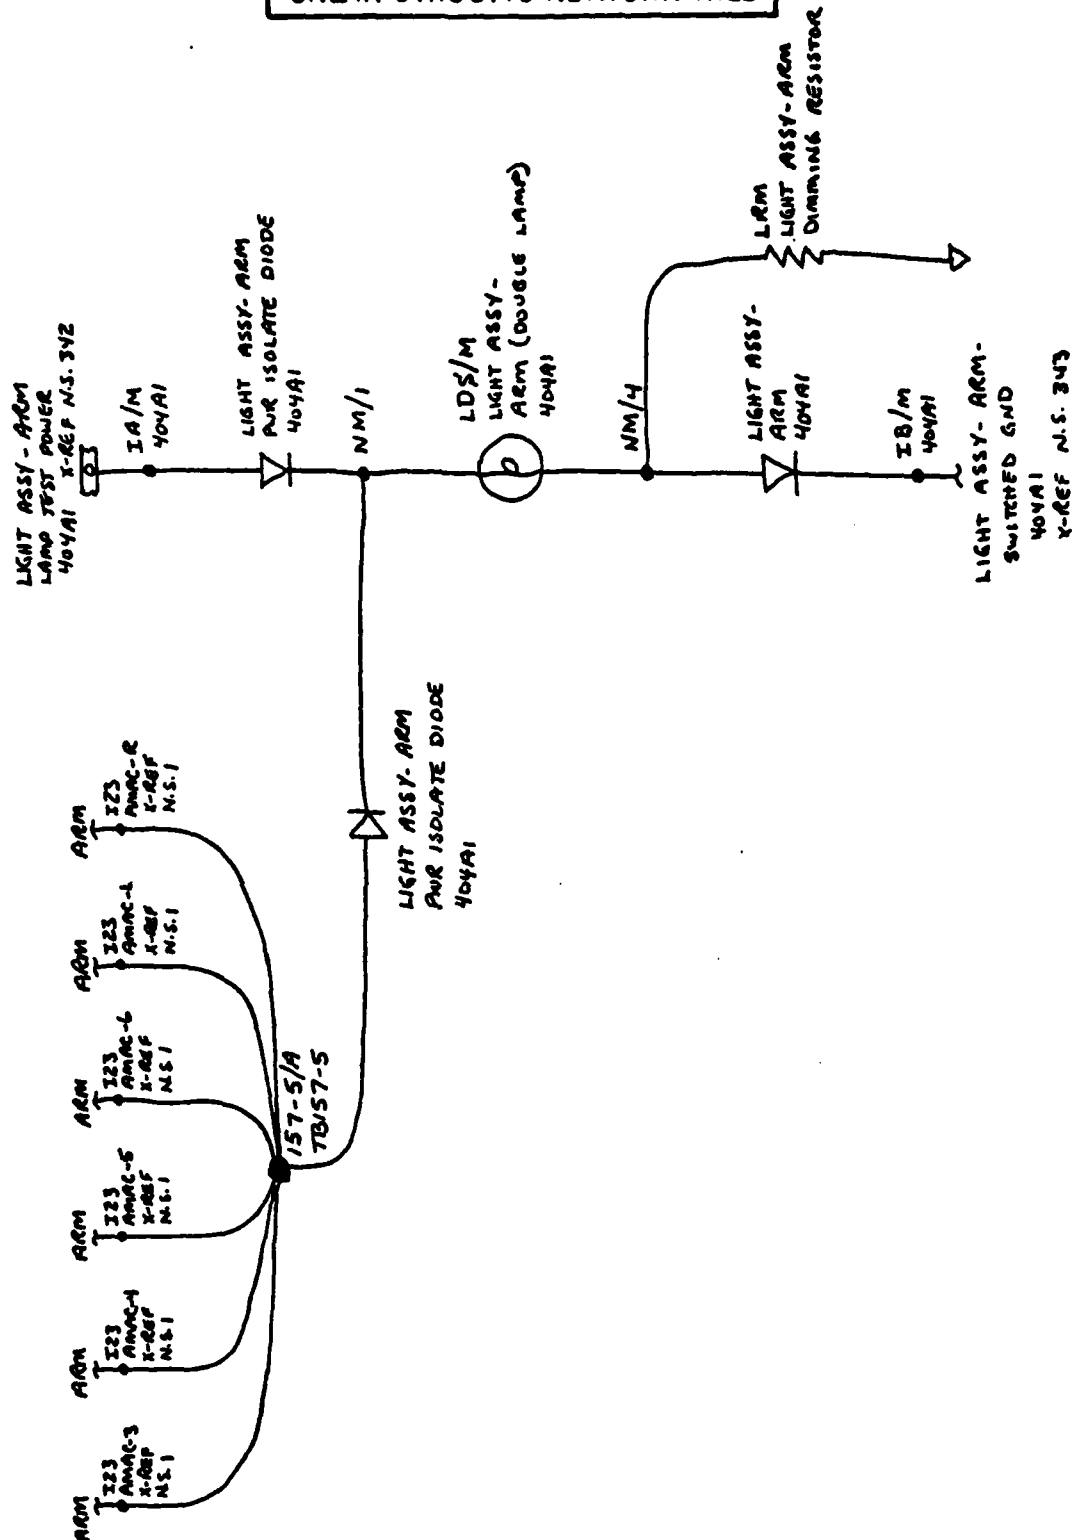 LIGHT ASSY-ARM
LAMP TEST POWER
404A1 X-REF N.S. 342
IA/M
404A1
LIGHT ASSY-ARM
PWR ISOLATE DIODE
404A1
NM/1
LDS/M
LIGHT ASSY-
ARM (DOUBLE LAMP)
404A1
NM/4
LRM
LIGHT ASSY-ARM
DIMMING RESISTOR
LIGHT ASSY-
ARM
404A1
IB/M
404A1
LIGHT ASSY-ARM-
SWITCHED GND
404A1
X-REF N.S. 343
ARM
I23
AMAC-3
X-REF
N.S.1
ARM
I23
AMAC-4
X-REF
N.S.1
ARM
I23
AMAC-5
X-REF
N.S.1
ARM
I23
AMAC-6
X-REF
N.S.1
ARM
I23
AMAC-L
X-REF
N.S.1
ARM
I23
AMAC-R
X-REF
N.S.1
157-5/A
TB157-5
LIGHT ASSY-ARM
PWR ISOLATE DIODE
404A1